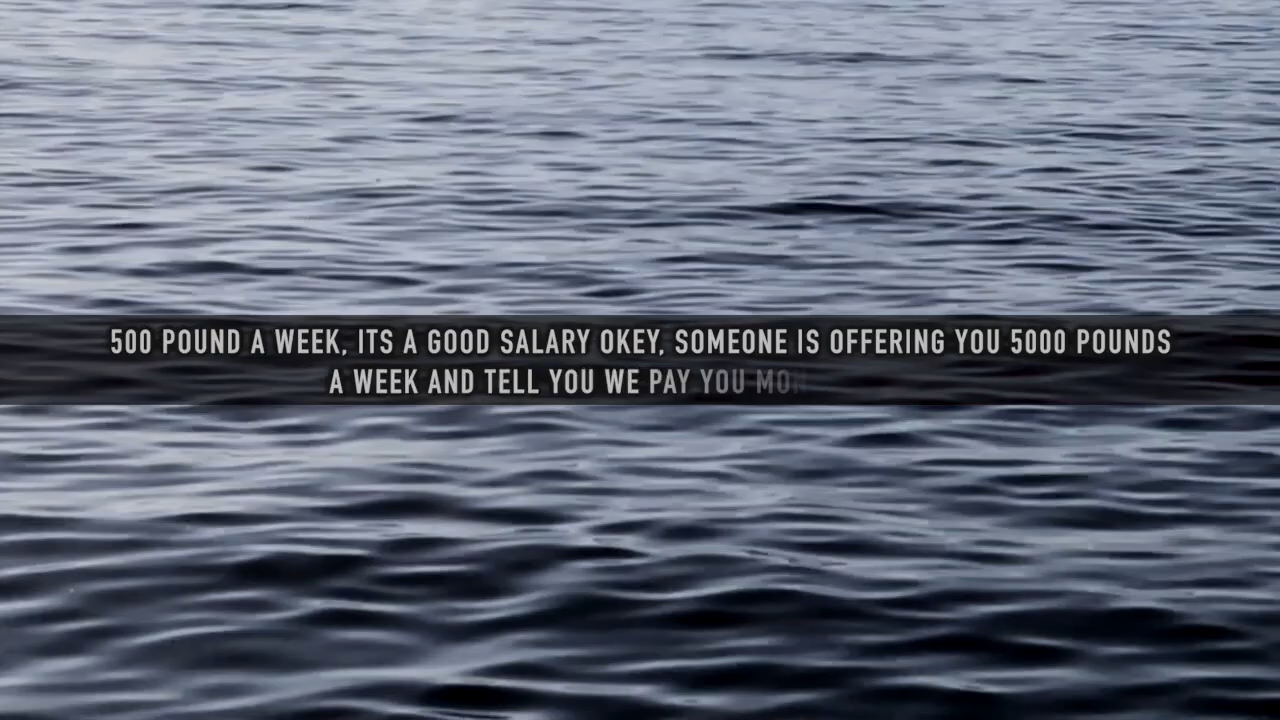 500 POUND A WEEK, ITS A GOOD SALARY OKEY, SOMEONE IS OFFERING YOU 5000 POUNDS
A WEEK AND TELL YOU WE PAY YOU